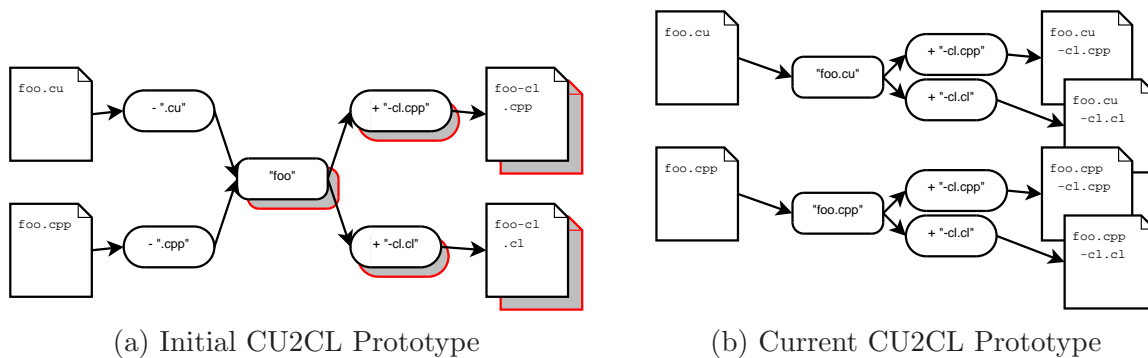 foo.cu
- ".cu"
+ "-cl.cpp"
foo-cl
.cpp
"foo"
foo.cpp
- ".cpp"
+ "-cl.cl"
foo-cl
.cl
(a) Initial CU2CL Prototype
foo.cu
"foo.cu"
+ "-cl.cpp"
+ "-cl.cl"
foo.cu
-cl.cpp
foo.cu
-cl.cl
foo.cpp
"foo.cpp"
+ "-cl.cpp"
+ "-cl.cl"
foo.cpp
-cl.cpp
foo.cpp
-cl.cl
(b) Current CU2CL Prototype